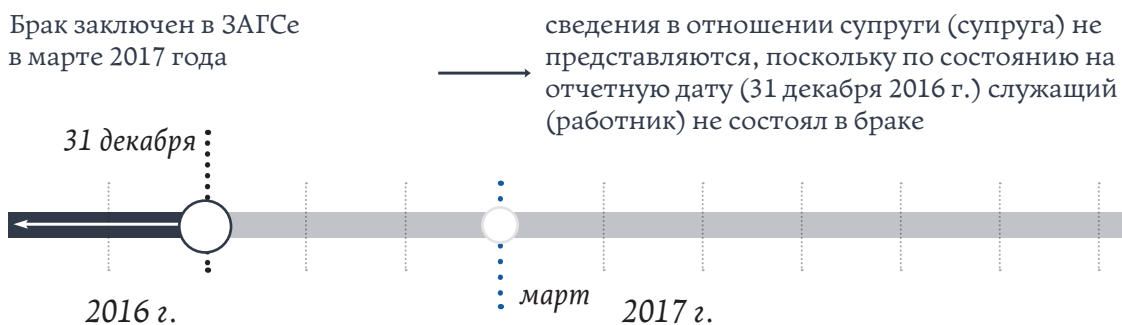 Брак заключен в ЗАГСе
в марте 2017 года
сведения в отношении супруги (супруга) не
представляются, поскольку по состоянию на
отчетную дату (31 декабря 2016 г.) служащий
(работник) не состоял в браке
31 декабря
2016 г.
март
2017 г.